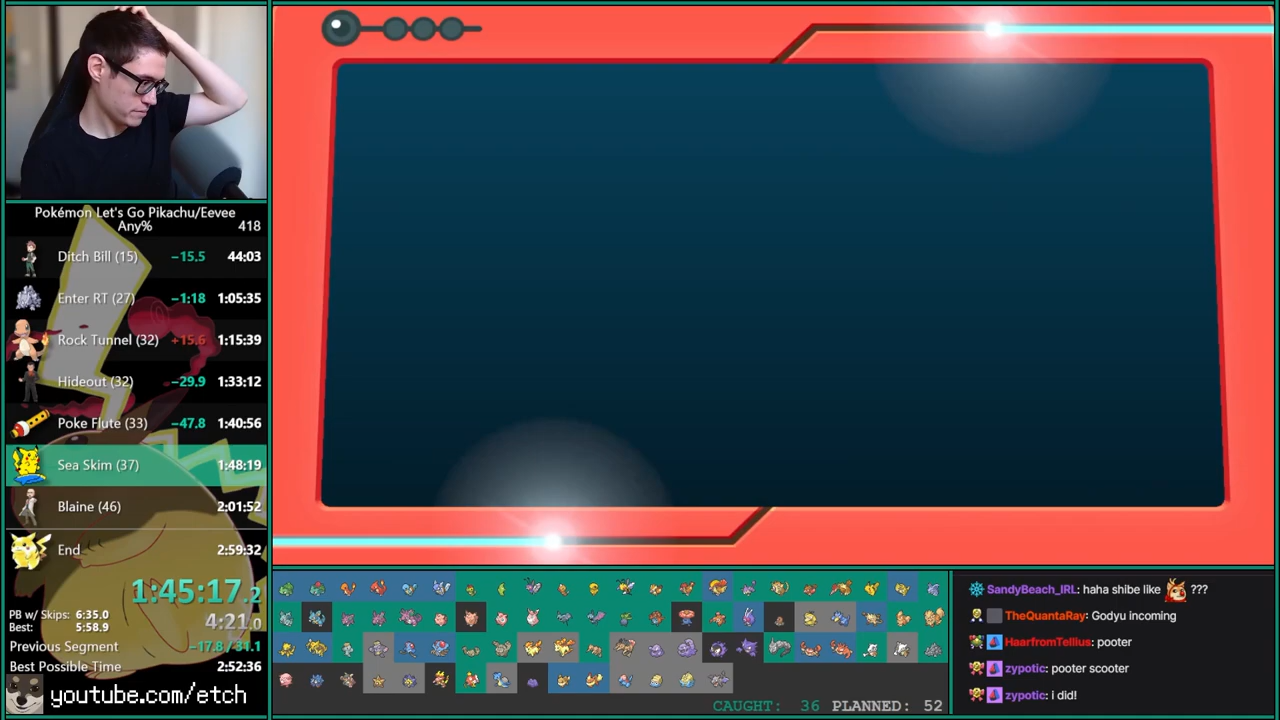 Pokémon Let's Go Pikachu/Eevee
Any% 418
Ditch Bill (15) −15.5 44:03
Enter RT (27) −1:18 1:05:35
Rock Tunnel (32) +15.6 1:15:39
Hideout (32) −29.9 1:33:12
Poke Flute (33) −47.8 1:40:56
Sea Skim (37) 1:48:19
Blaine (46) 2:01:52
End 2:59:32
1:45:17.2
PB w/ Skips: 6:35.0
Best: 5:58.9 4:21.0
Previous Segment −17.8 / 31.1
Best Possible Time 2:52:36
youtube.com/etch
SandyBeach_IRL: haha shibe like ???
TheQuantaRay: Godyu incoming
HaarfromTellius: pooter
zypotic: pooter scooter
zypotic: i did!
CAUGHT: 36 PLANNED: 52